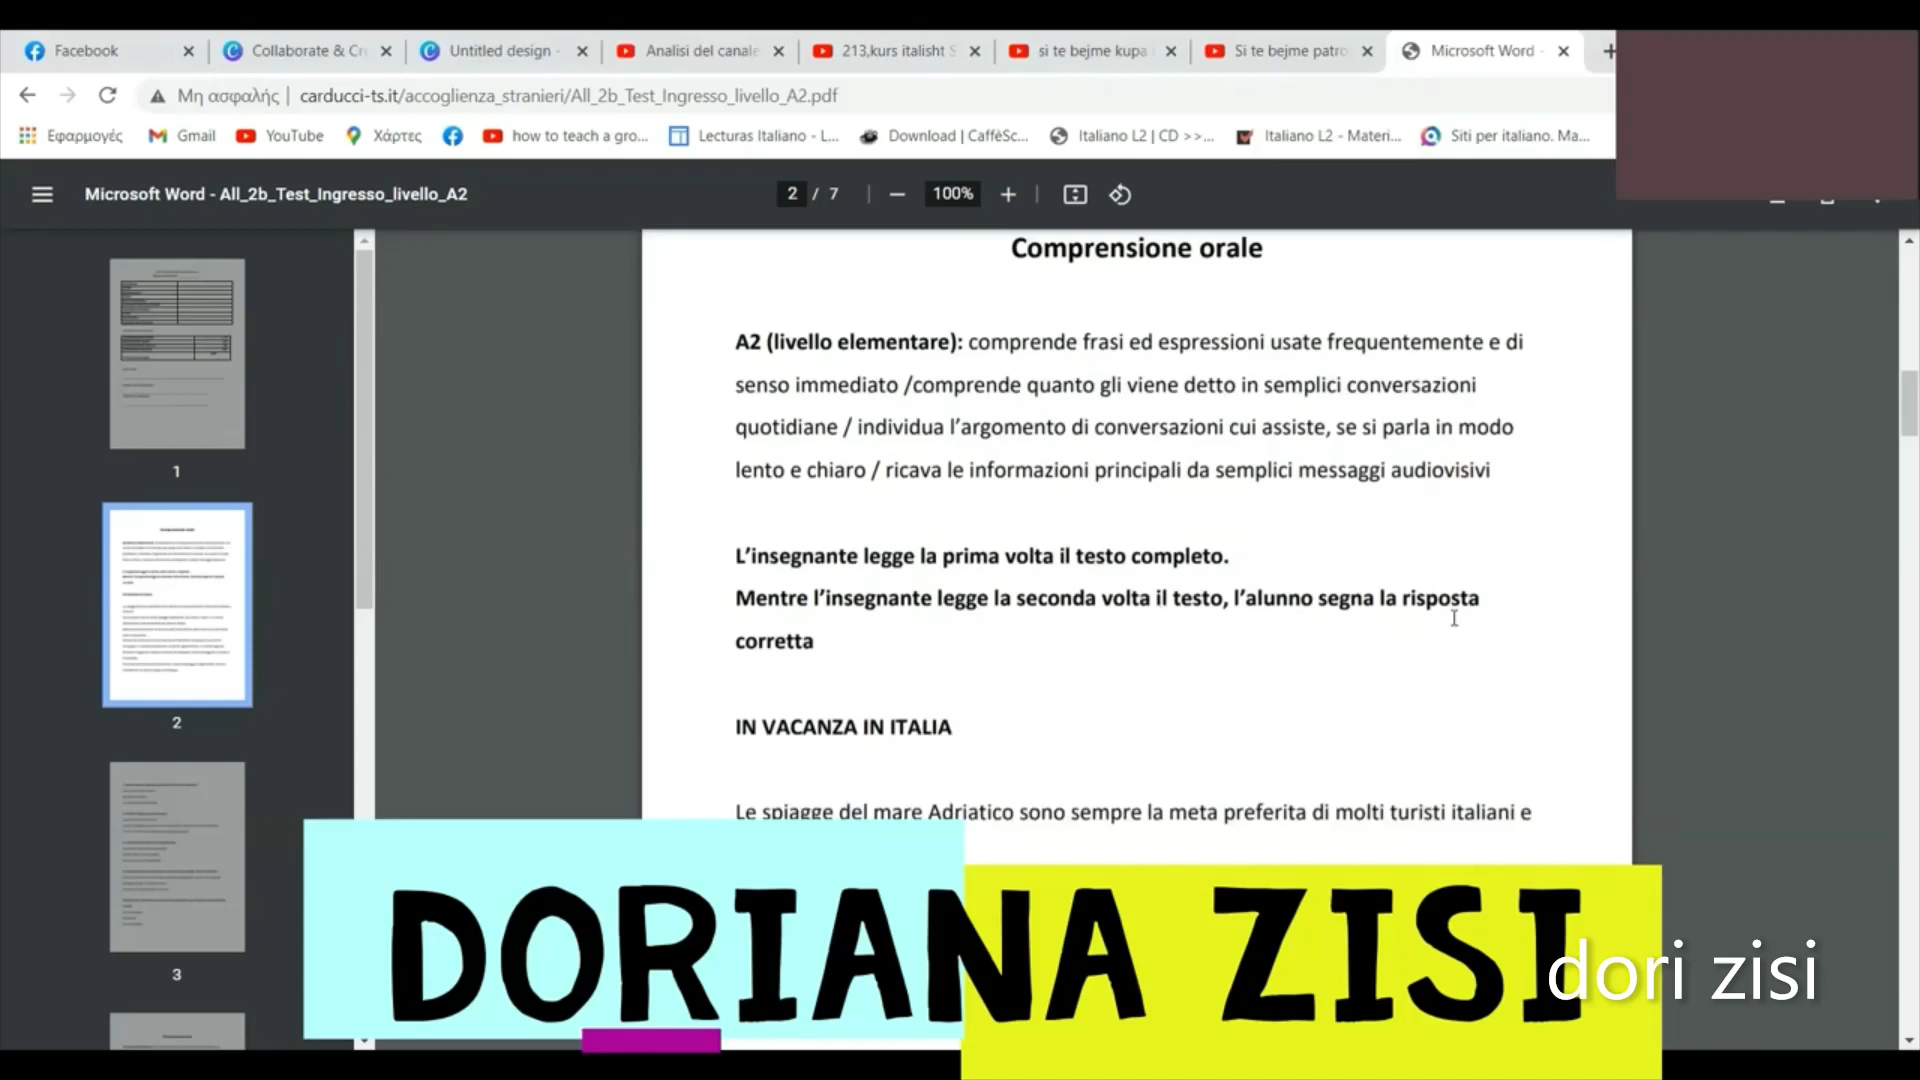 Facebook
Collaborate & Cr
Untitled design -
Analisi del canale
213,kurs italisht S
si te bejme kupa
Si te bejme patro
Microsoft Word -
Μη ασφαλής | carducci-ts.it/accoglienza_stranieri/All_2b_Test_Ingresso_livello_A2.pdf
Εφαρμογές
Gmail
YouTube
Χάρτες
how to teach a gro...
Lecturas Italiano - L...
Download | CaffèSc...
Italiano L2 | CD >>...
Italiano L2 - Materi...
Siti per italiano. Ma...
Microsoft Word - All_2b_Test_Ingresso_livello_A2
2 / 7
100%
1
2
3
Comprensione orale
A2 (livello elementare): comprende frasi ed espressioni usate frequentemente e di
senso immediato /comprende quanto gli viene detto in semplici conversazioni
quotidiane / individua l’argomento di conversazioni cui assiste, se si parla in modo
lento e chiaro / ricava le informazioni principali da semplici messaggi audiovisivi
L’insegnante legge la prima volta il testo completo.
Mentre l’insegnante legge la seconda volta il testo, l’alunno segna la risposta
corretta
IN VACANZA IN ITALIA
Le spiagge del mare Adriatico sono sempre la meta preferita di molti turisti italiani e
DORIANA ZISI
dori zisi